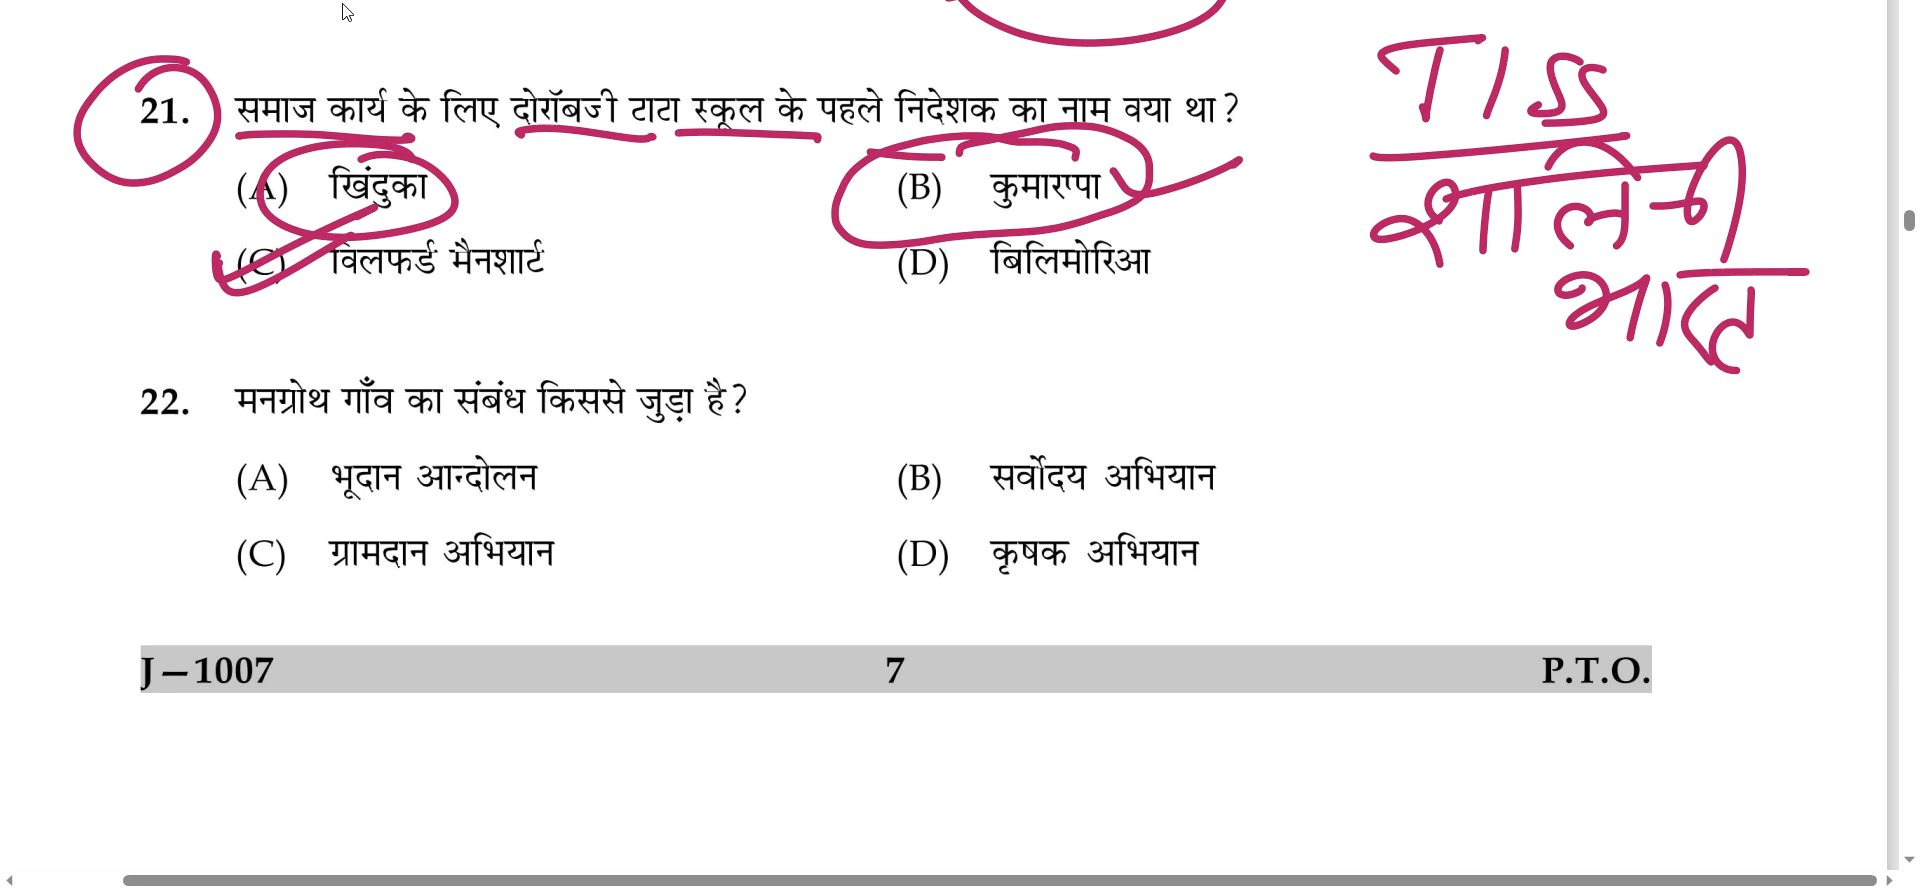 21. समाज कार्य के लिए दोरॉबजी टाटा स्कूल के पहले निदेशक का नाम क्या था ?
(A) खिंदुका (B) कुमारप्पा
(C) विलफर्ड मैनशार्ट (D) बिलिमोरिआ
TISS
शालिनी
भारत
22. मनग्रोथ गाँव का संबंध किससे जुड़ा है ?
(A) भूदान आन्दोलन (B) सर्वोदय अभियान
(C) ग्रामदान अभियान (D) कृषक अभियान
J—1007 7 P.T.O.